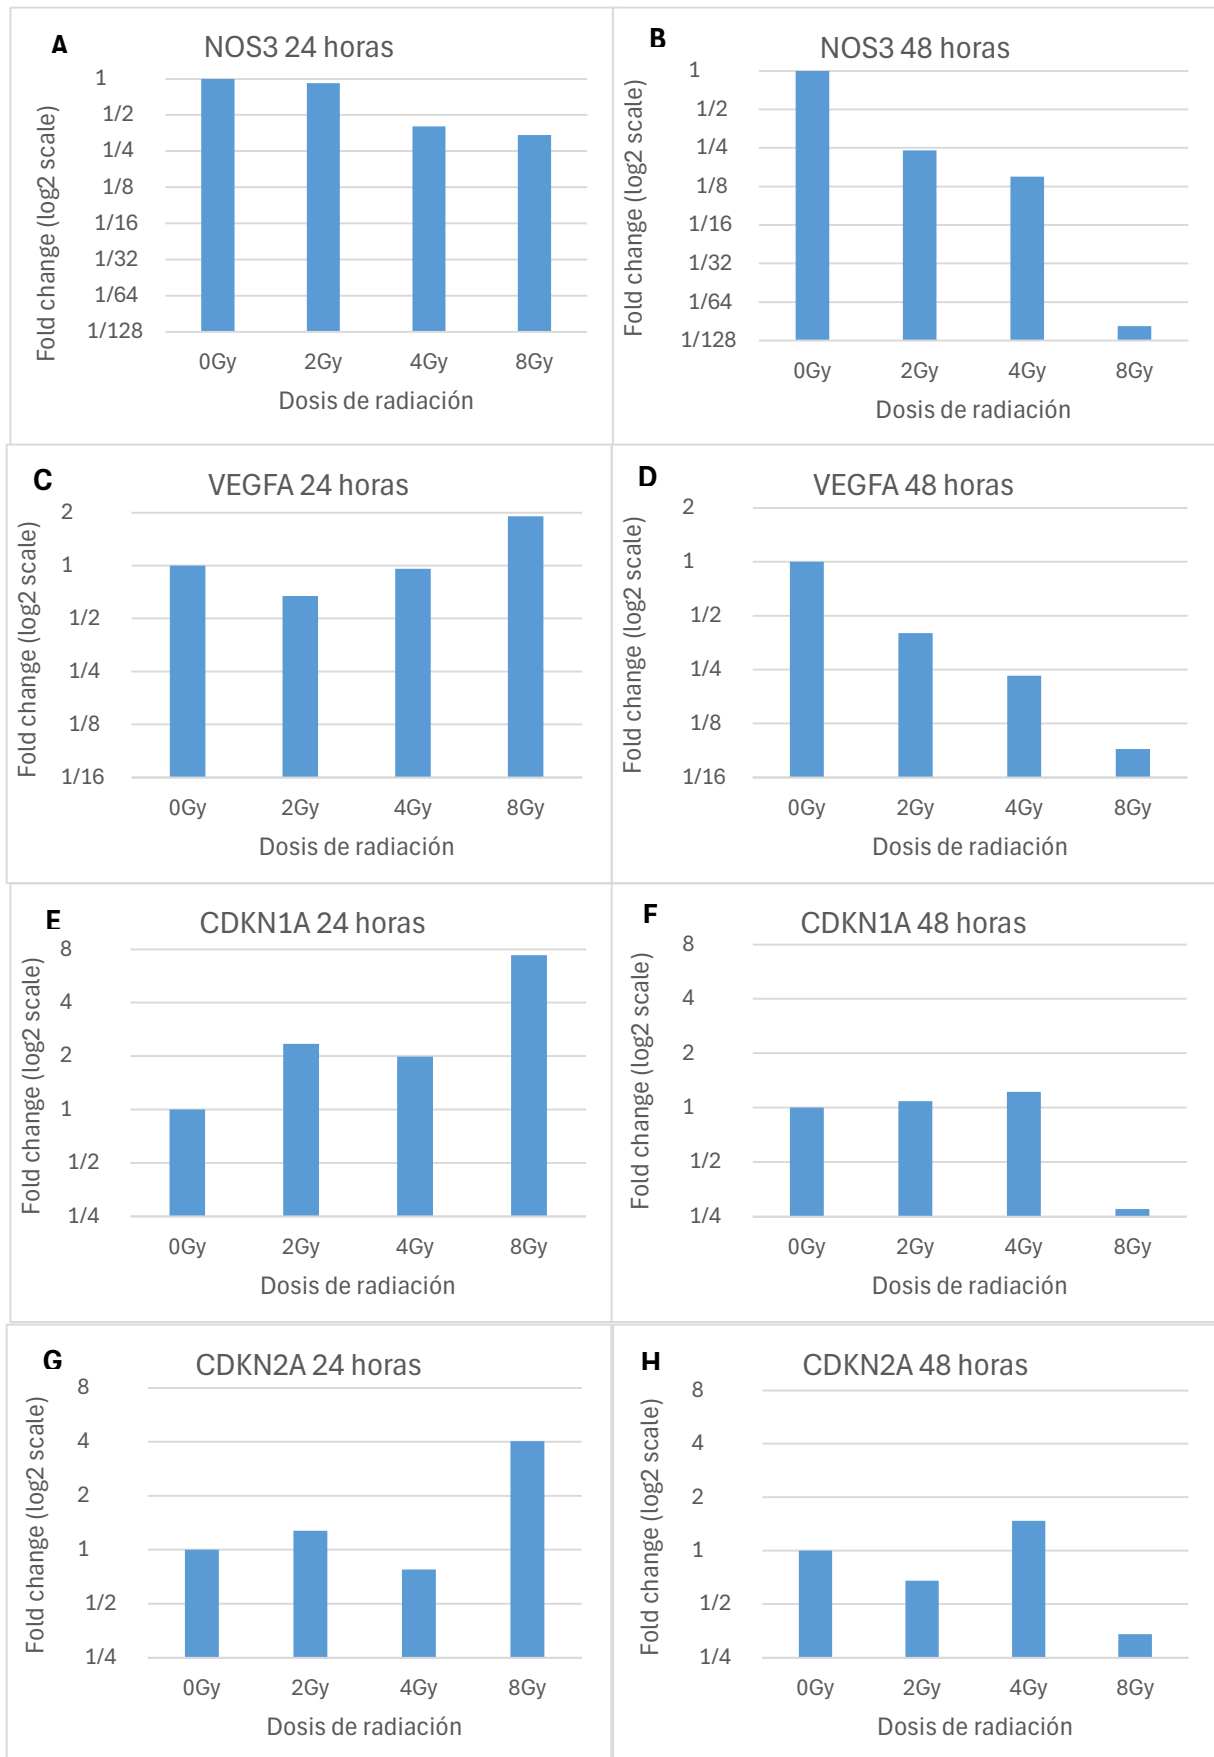 A
NOS3 24 horas
Fold change (log2 scale)
1
1/2
1/4
1/8
1/16
1/32
1/64
1/128
0Gy 2Gy 4Gy 8Gy
Dosis de radiación
B
NOS3 48 horas
Fold change (log2 scale)
1
1/2
1/4
1/8
1/16
1/32
1/64
1/128
0Gy 2Gy 4Gy 8Gy
Dosis de radiación
C
VEGFA 24 horas
Fold change (log2 scale)
2
1
1/2
1/4
1/8
1/16
0Gy 2Gy 4Gy 8Gy
Dosis de radiación
D
VEGFA 48 horas
Fold change (log2 scale)
2
1
1/2
1/4
1/8
1/16
0Gy 2Gy 4Gy 8Gy
Dosis de radiación
E
CDKN1A 24 horas
Fold change (log2 scale)
8
4
2
1
1/2
1/4
0Gy 2Gy 4Gy 8Gy
Dosis de radiación
F
CDKN1A 48 horas
Fold change (log2 scale)
8
4
2
1
1/2
1/4
0Gy 2Gy 4Gy 8Gy
Dosis de radiación
G
CDKN2A 24 horas
Fold change (log2 scale)
8
4
2
1
1/2
1/4
0Gy 2Gy 4Gy 8Gy
Dosis de radiación
H
CDKN2A 48 horas
Fold change (log2 scale)
8
4
2
1
1/2
1/4
0Gy 2Gy 4Gy 8Gy
Dosis de radiación